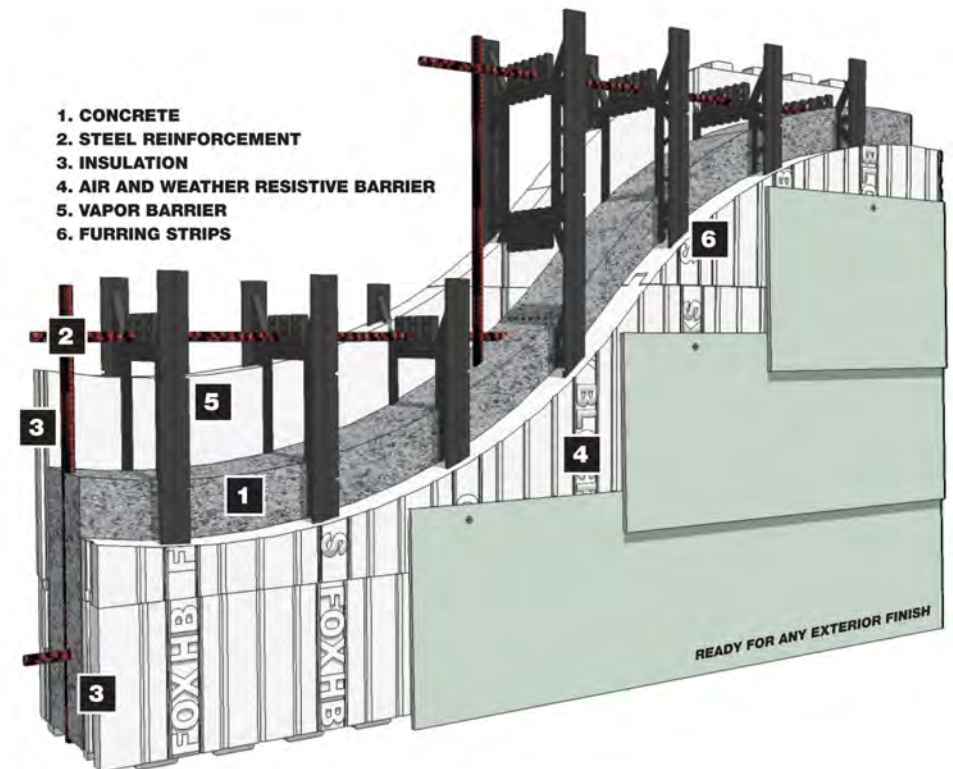 1. CONCRETE
2. STEEL REINFORCEMENT
3. INSULATION
4. AIR AND WEATHER RESISTIVE BARRIER
5. VAPOR BARRIER
6. FURRING STRIPS
6
2
5
3
4
1
READY FOR ANY EXTERIOR FINISH
3
FOXHB
FOXHB